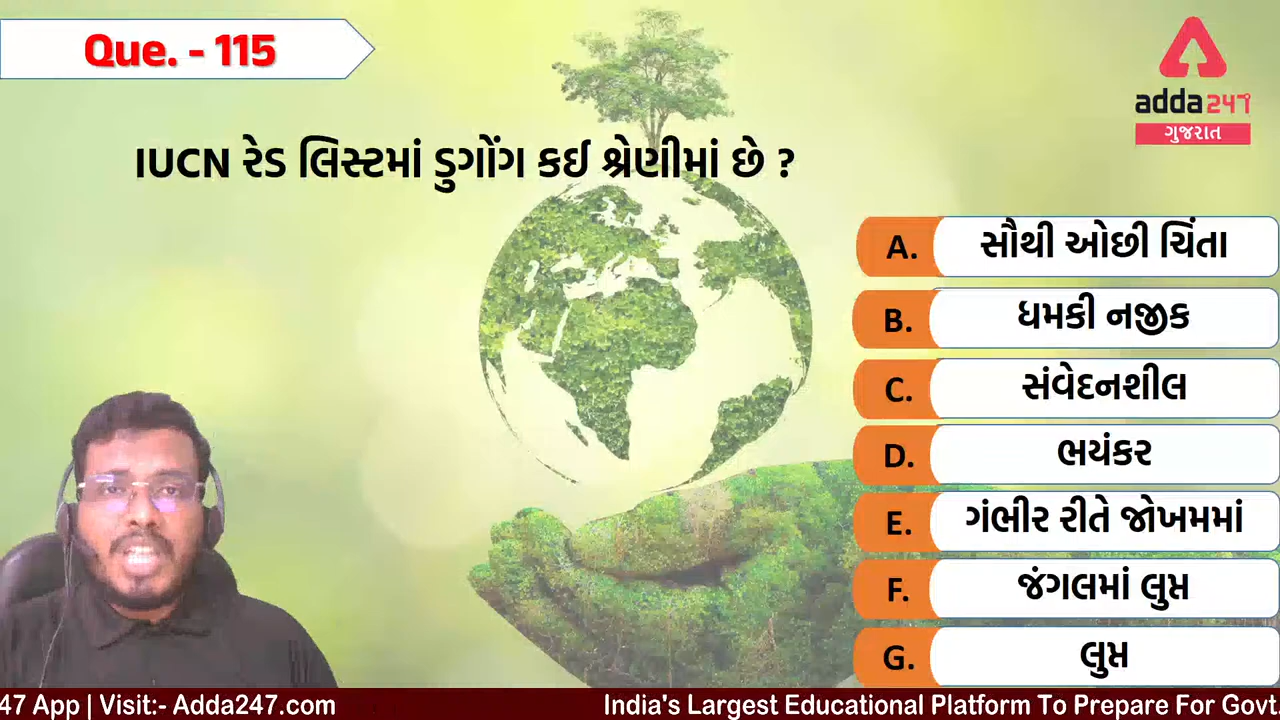 Que. - 115
adda247
ગુજરાત
IUCN રેડ લિસ્ટમાં ડુગોંગ કઈ શ્રેણીમાં છે ?
A. સૌથી ઓછી ચિંતા
B. ધમકી નજીક
C. સંવેદનશીલ
D. ભયંકર
E. ગંભીર રીતે જોખમમાં
F. જંગલમાં લુપ્ત
G. લુપ્ત
47 App | Visit:- Adda247.com India's Largest Educational Platform To Prepare For Govt.